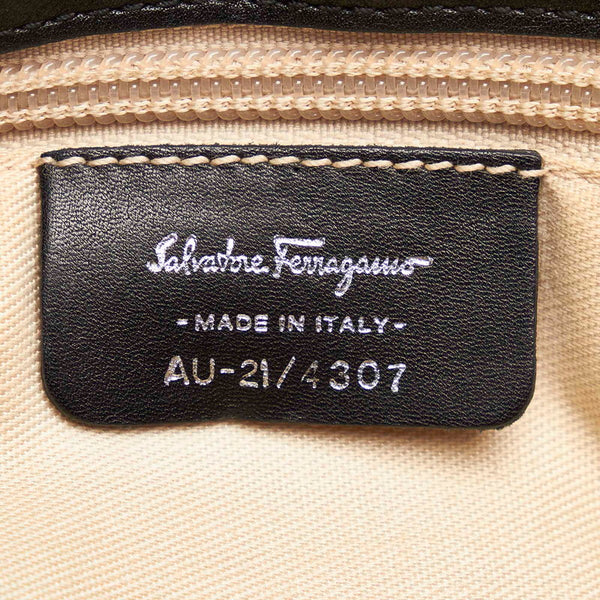 Salvatore Ferragamo
-MADE IN ITALY-
AU-21/4307